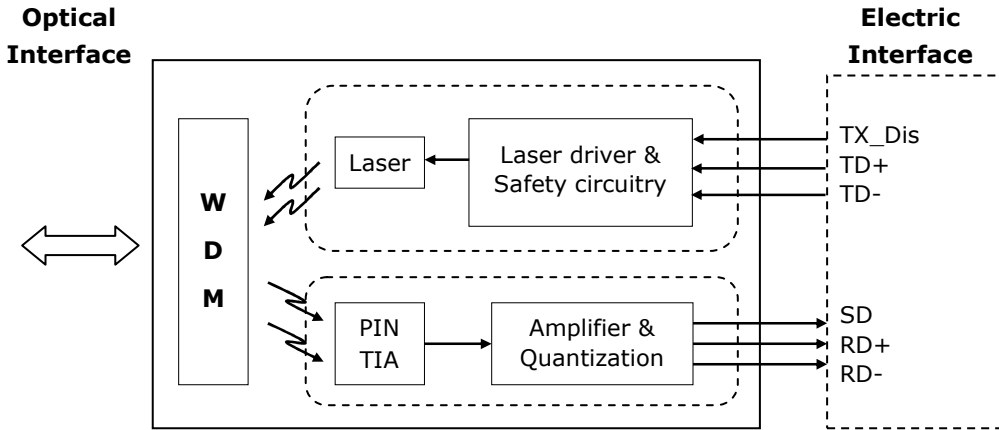 Optical
Interface
Electric
Interface
W
D
M
Laser
Laser driver &
Safety circuitry
TX_Dis
TD+
TD-
PIN
TIA
Amplifier &
Quantization
SD
RD+
RD-